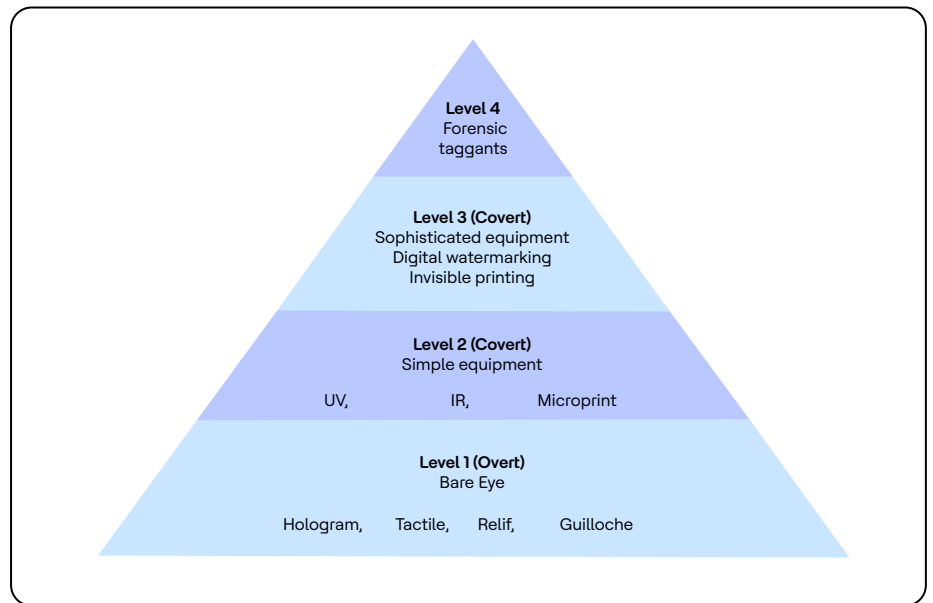 Level 4
Forensic
taggants
Level 3 (Covert)
Sophisticated equipment
Digital watermarking
Invisible printing
Level 2 (Covert)
Simple equipment
UV, IR, Microprint
Level 1 (Overt)
Bare Eye
Hologram, Tactile, Relif, Guilloche